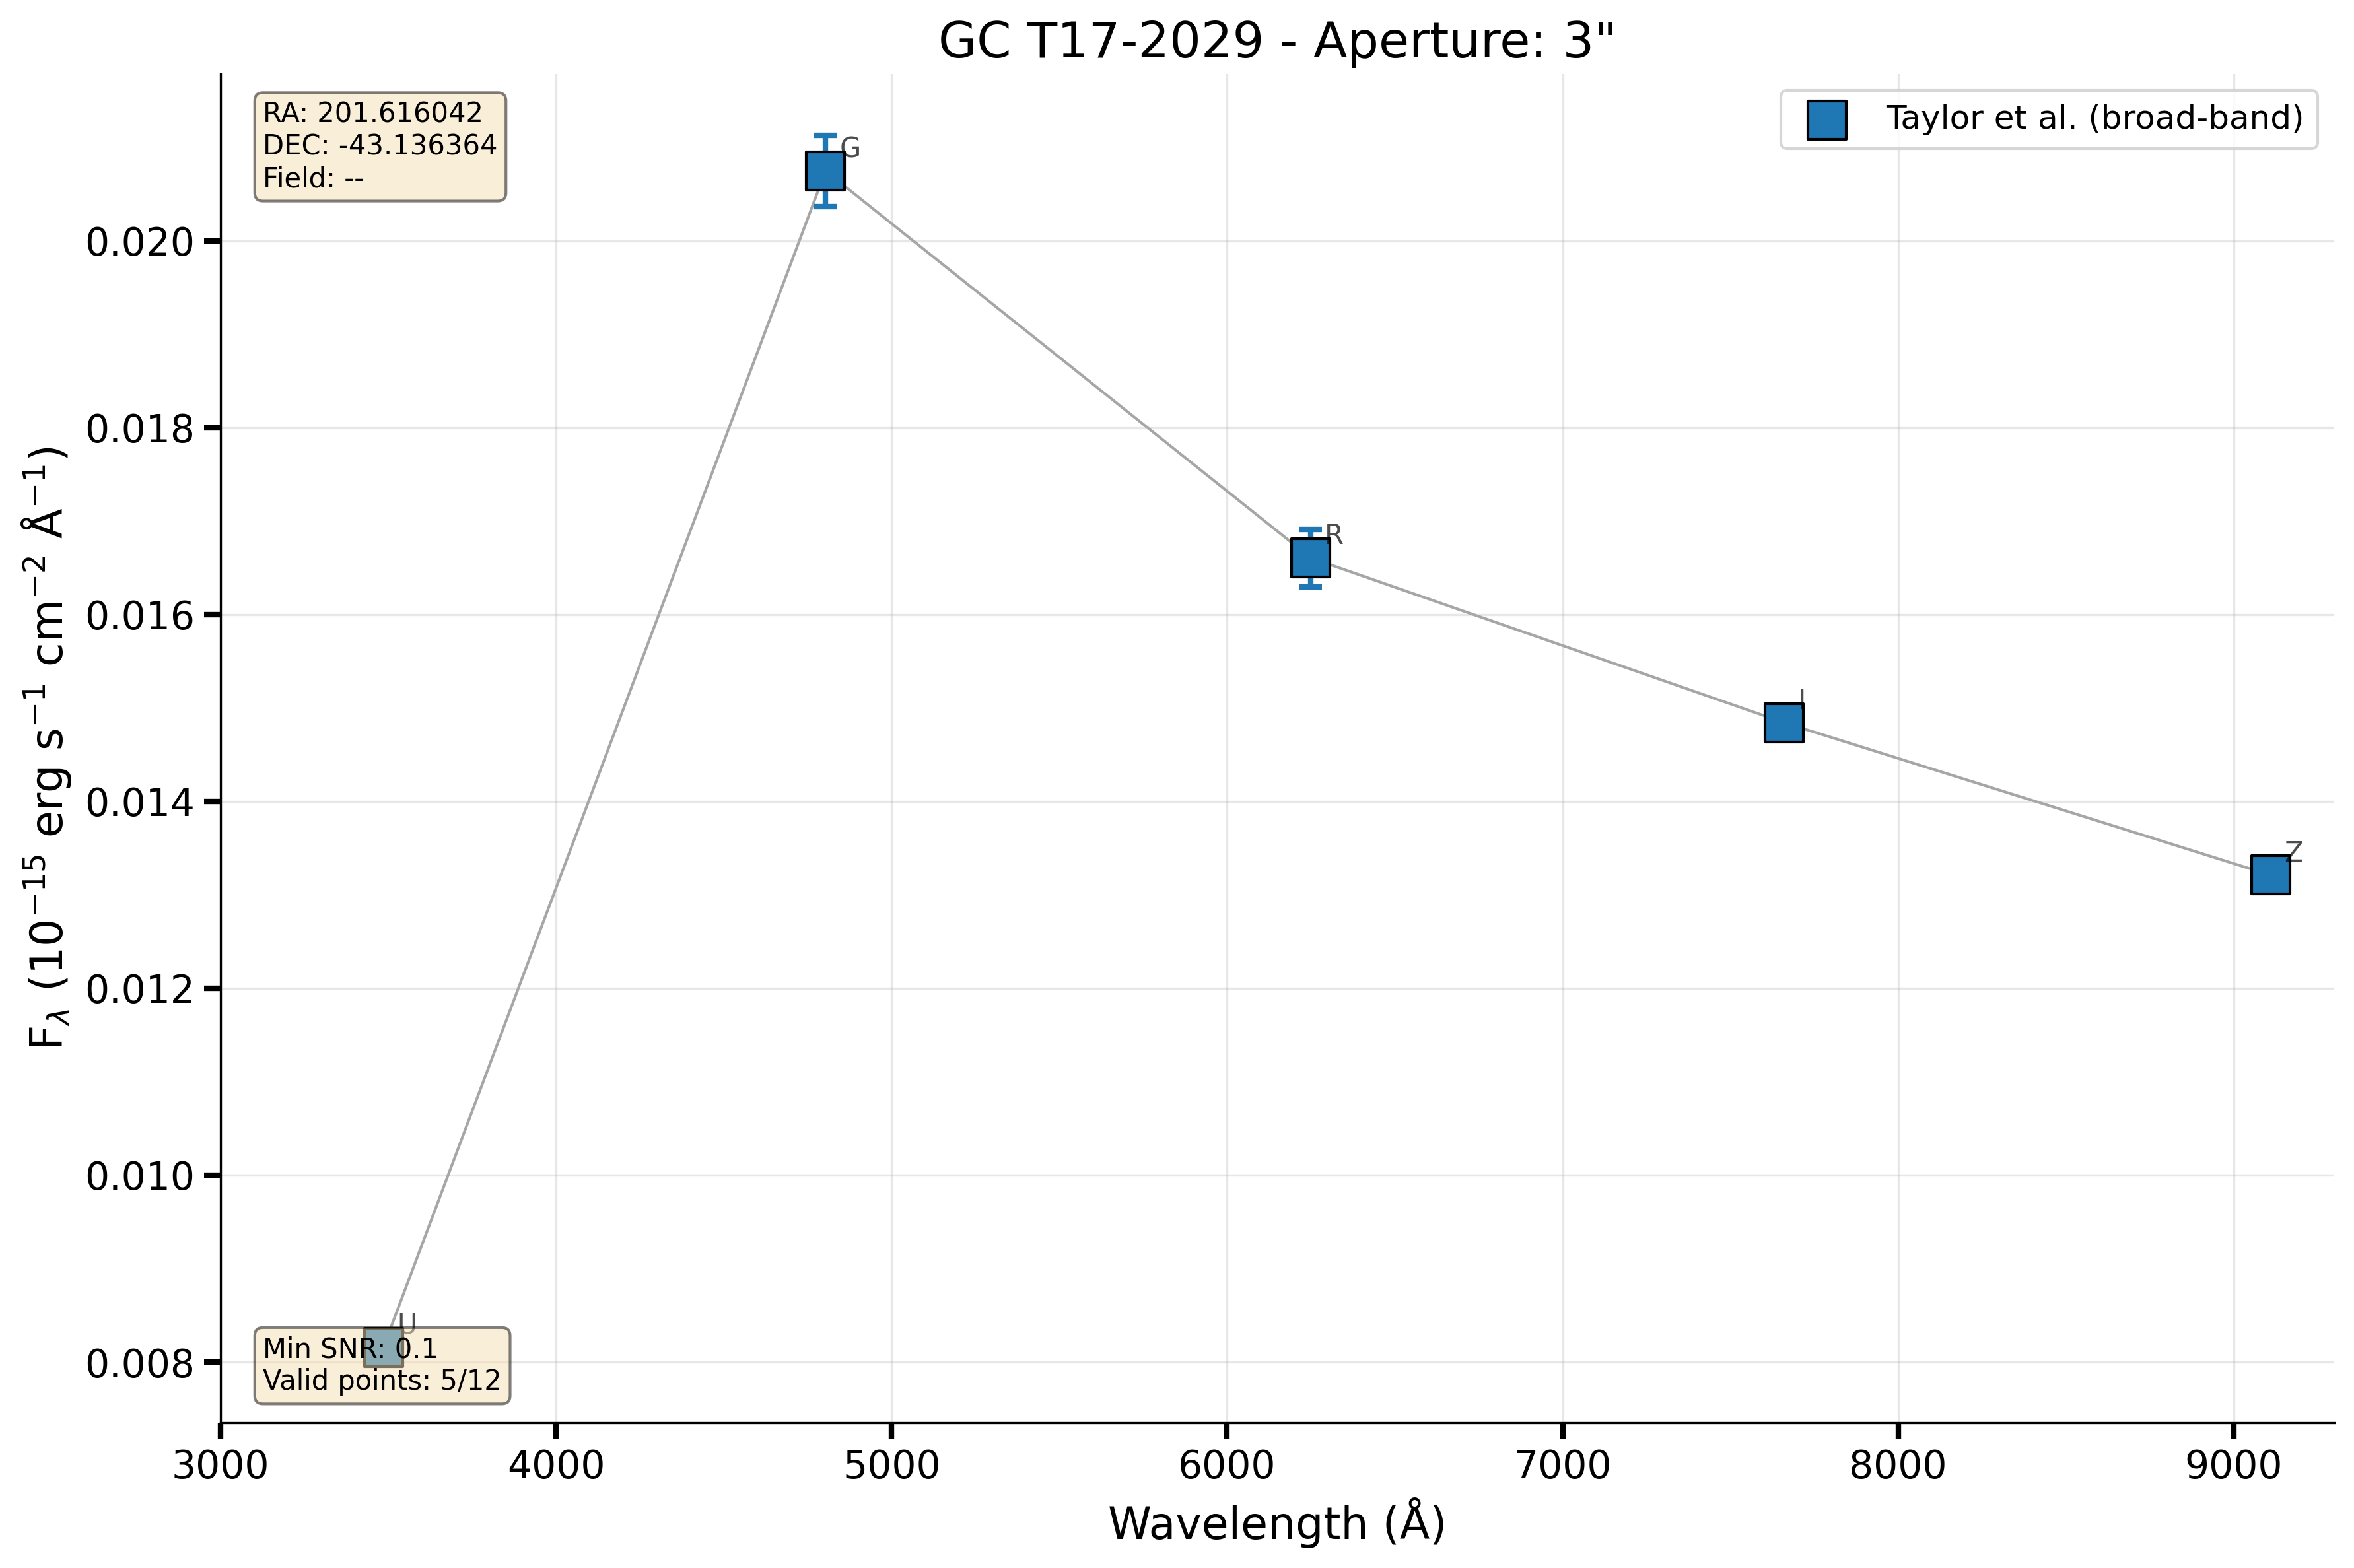 GC T17-2029 - Aperture: 3"
RA: 201.616042
DEC: -43.136364
Field: --
Taylor et al. (broad-band)
G
R
I
Z
U
Min SNR: 0.1
Valid points: 5/12
0.020
0.018
0.016
0.014
0.012
0.010
0.008
F_λ (10⁻¹⁵ erg s⁻¹ cm⁻² Å⁻¹)
3000 4000 5000 6000 7000 8000 9000
Wavelength (Å)